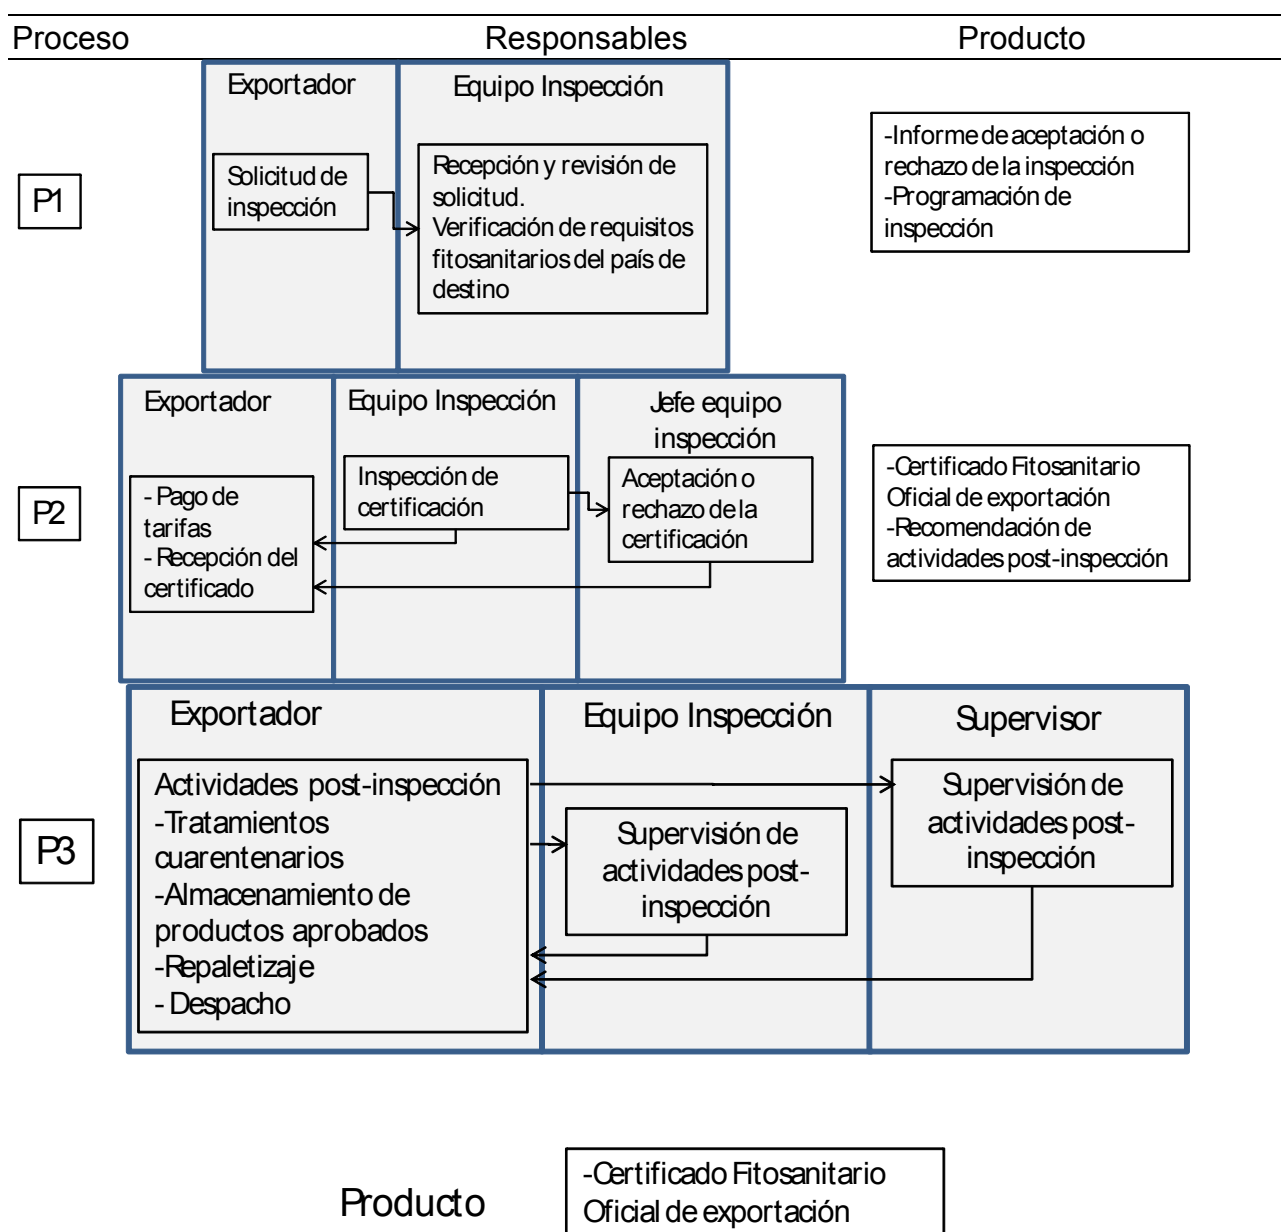 Proceso Responsables Producto
Exportador Equipo Inspección
P1
Solicitud de
inspección
Recepción y revisión de
solicitud.
Verificación de requisitos
fitosanitarios del país de
destino
-Informe de aceptación o
rechazo de la inspección
-Programación de
inspección
Exportador Equipo Inspección Jefe equipo
inspección
P2
- Pago de
tarifas
- Recepción del
certificado
Inspección de
certificación
Aceptación o
rechazo de la
certificación
-Certificado Fitosanitario
Oficial de exportación
-Recomendación de
actividades post-inspección
Exportador Equipo Inspección Supervisor
P3
Actividades post-inspección
-Tratamientos
cuarentenarios
-Almacenamiento de
productos aprobados
-Repaletizaje
- Despacho
Supervisión de
actividades post-
inspección
Supervisión de
actividades post-
inspección
Producto
-Certificado Fitosanitario
Oficial de exportación